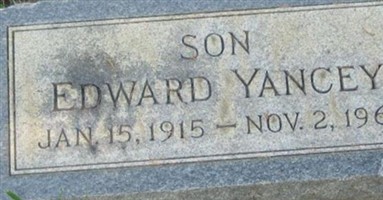 SON
EDWARD YANCEY
JAN. 15, 1915 — NOV. 2, 196